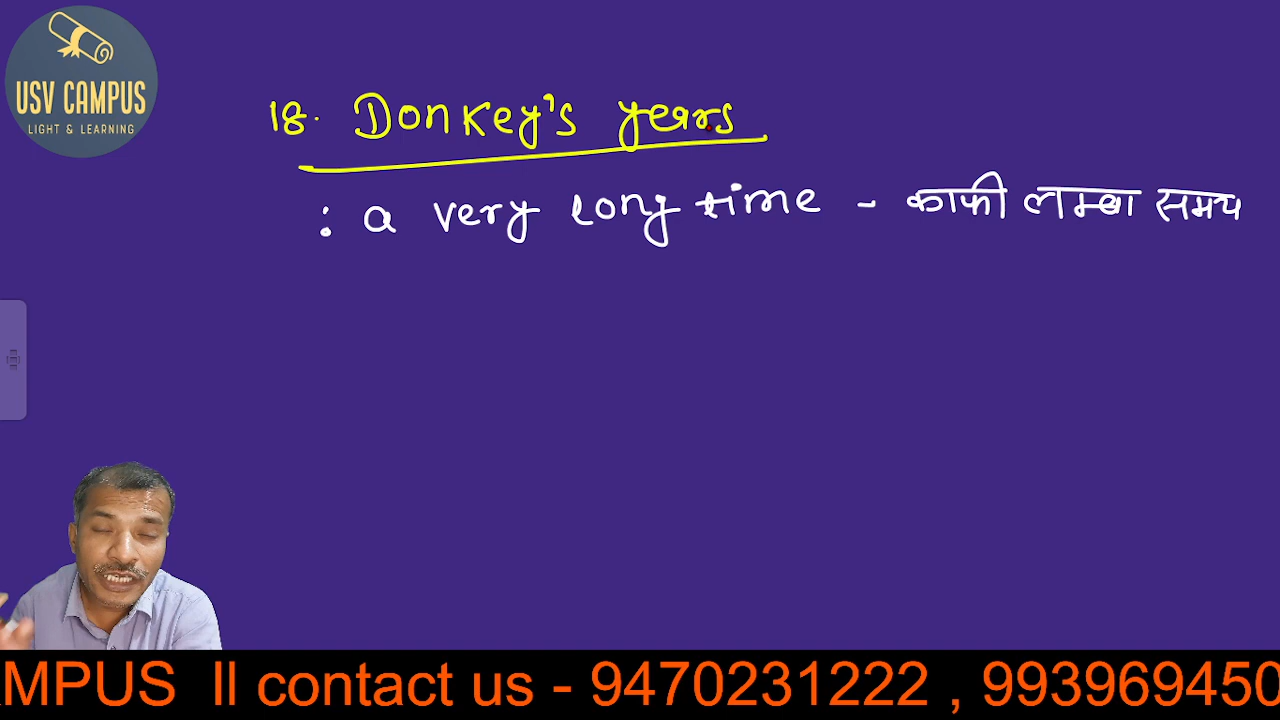 USV CAMPUS
LIGHT & LEARNING
18. Donkey's years
: a very long time - काफी लम्बा समय
MPUS ll contact us - 9470231222 , 993969450